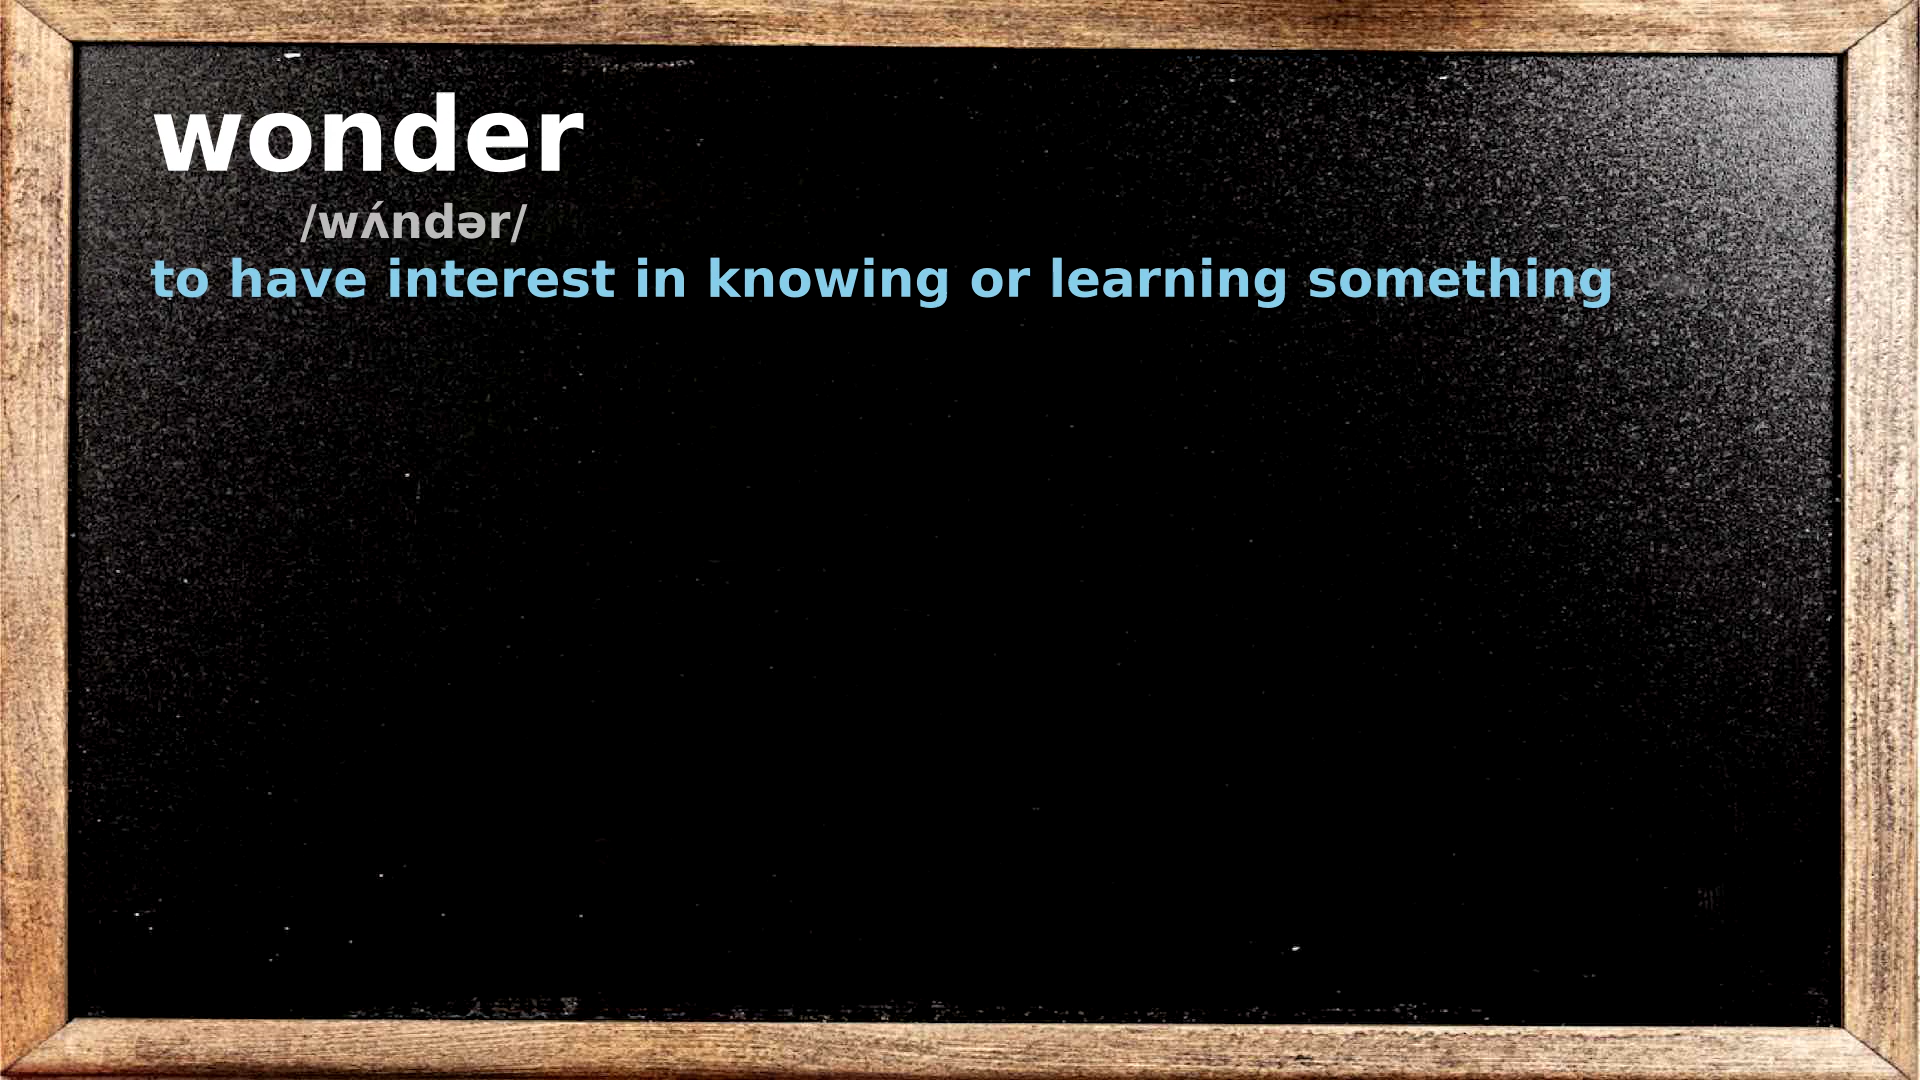 wonder
/wʌ́ndər/
to have interest in knowing or learning something